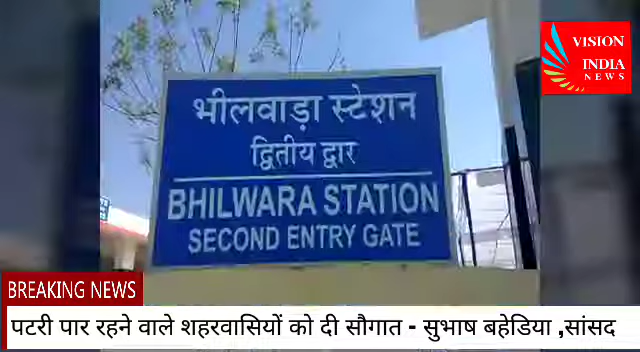 VISION
INDIA
NEWS
भीलवाड़ा स्टेशन
द्वितीय द्वार
BHILWARA STATION
SECOND ENTRY GATE
BREAKING NEWS
पटरी पार रहने वाले शहरवासियों को दी सौगात - सुभाष बहेडिया ,सांसद